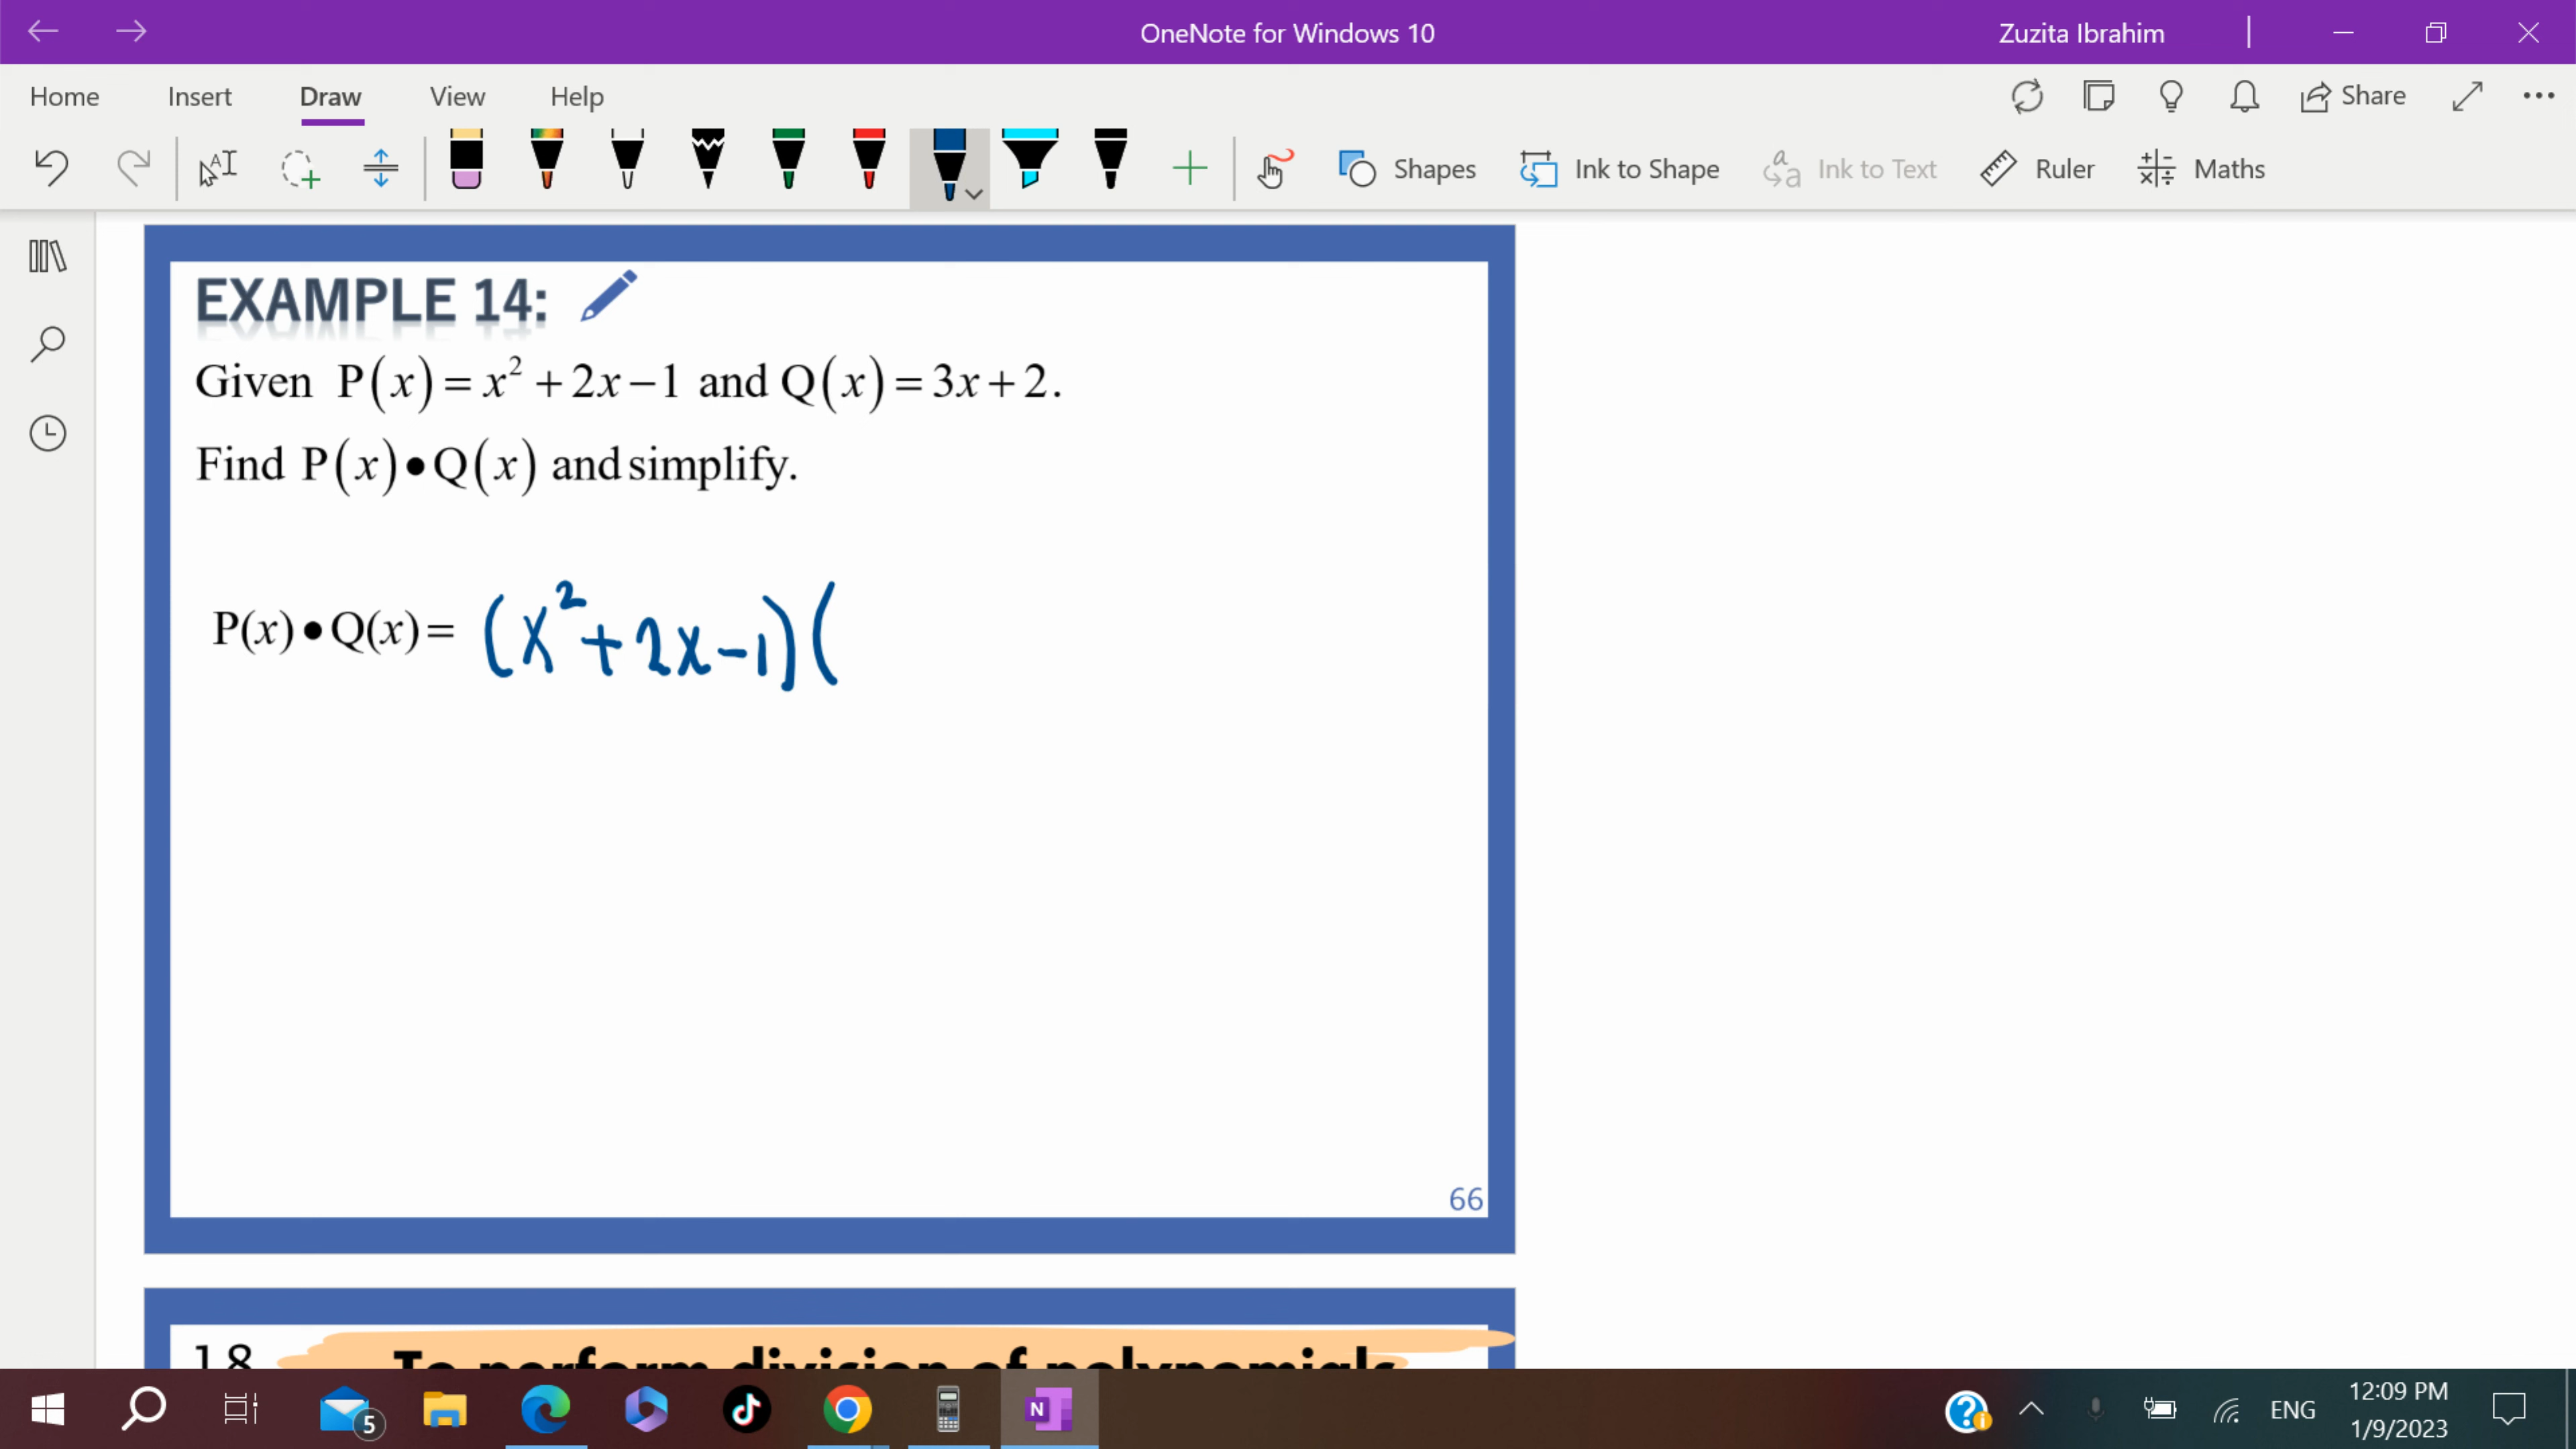 OneNote for Windows 10
Zuzita Ibrahim
Home Insert Draw View Help
Share
Shapes Ink to Shape Ink to Text Ruler Maths
EXAMPLE 14:
Given P(x) = x² + 2x − 1 and Q(x) = 3x + 2.
Find P(x) • Q(x) and simplify.
P(x) • Q(x) = (x² + 2x − 1)(
66
18 To perform division of polynomials
5
ENG
12:09 PM
1/9/2023